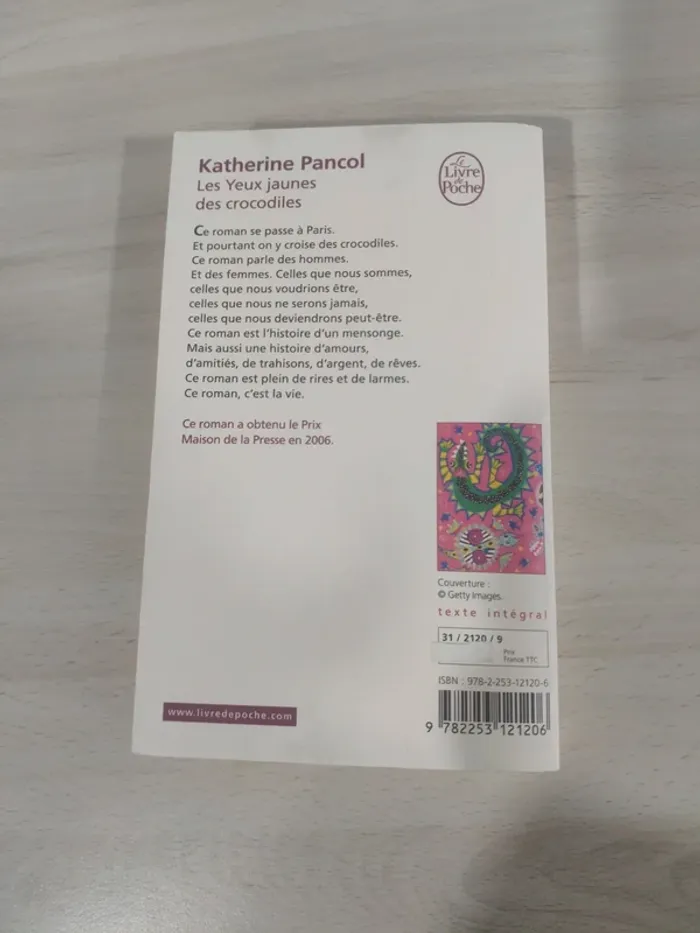 Katherine Pancol
Les Yeux jaunes
des crocodiles
Le
Livre
de
Poche
Ce roman se passe à Paris.
Et pourtant on y croise des crocodiles.
Ce roman parle des hommes.
Et des femmes. Celles que nous sommes,
celles que nous voudrions être,
celles que nous ne serons jamais,
celles que nous deviendrons peut-être.
Ce roman est l'histoire d'un mensonge.
Mais aussi une histoire d'amours,
d'amitiés, de trahisons, d'argent, de rêves.
Ce roman est plein de rires et de larmes.
Ce roman, c'est la vie.
Ce roman a obtenu le Prix
Maison de la Presse en 2006.
Couverture :
© Getty Images.
texte intégral
31 / 2120 / 9
Prix
France TTC
ISBN : 978-2-253-12120-6
9 782253 121206
www.livredepoche.com